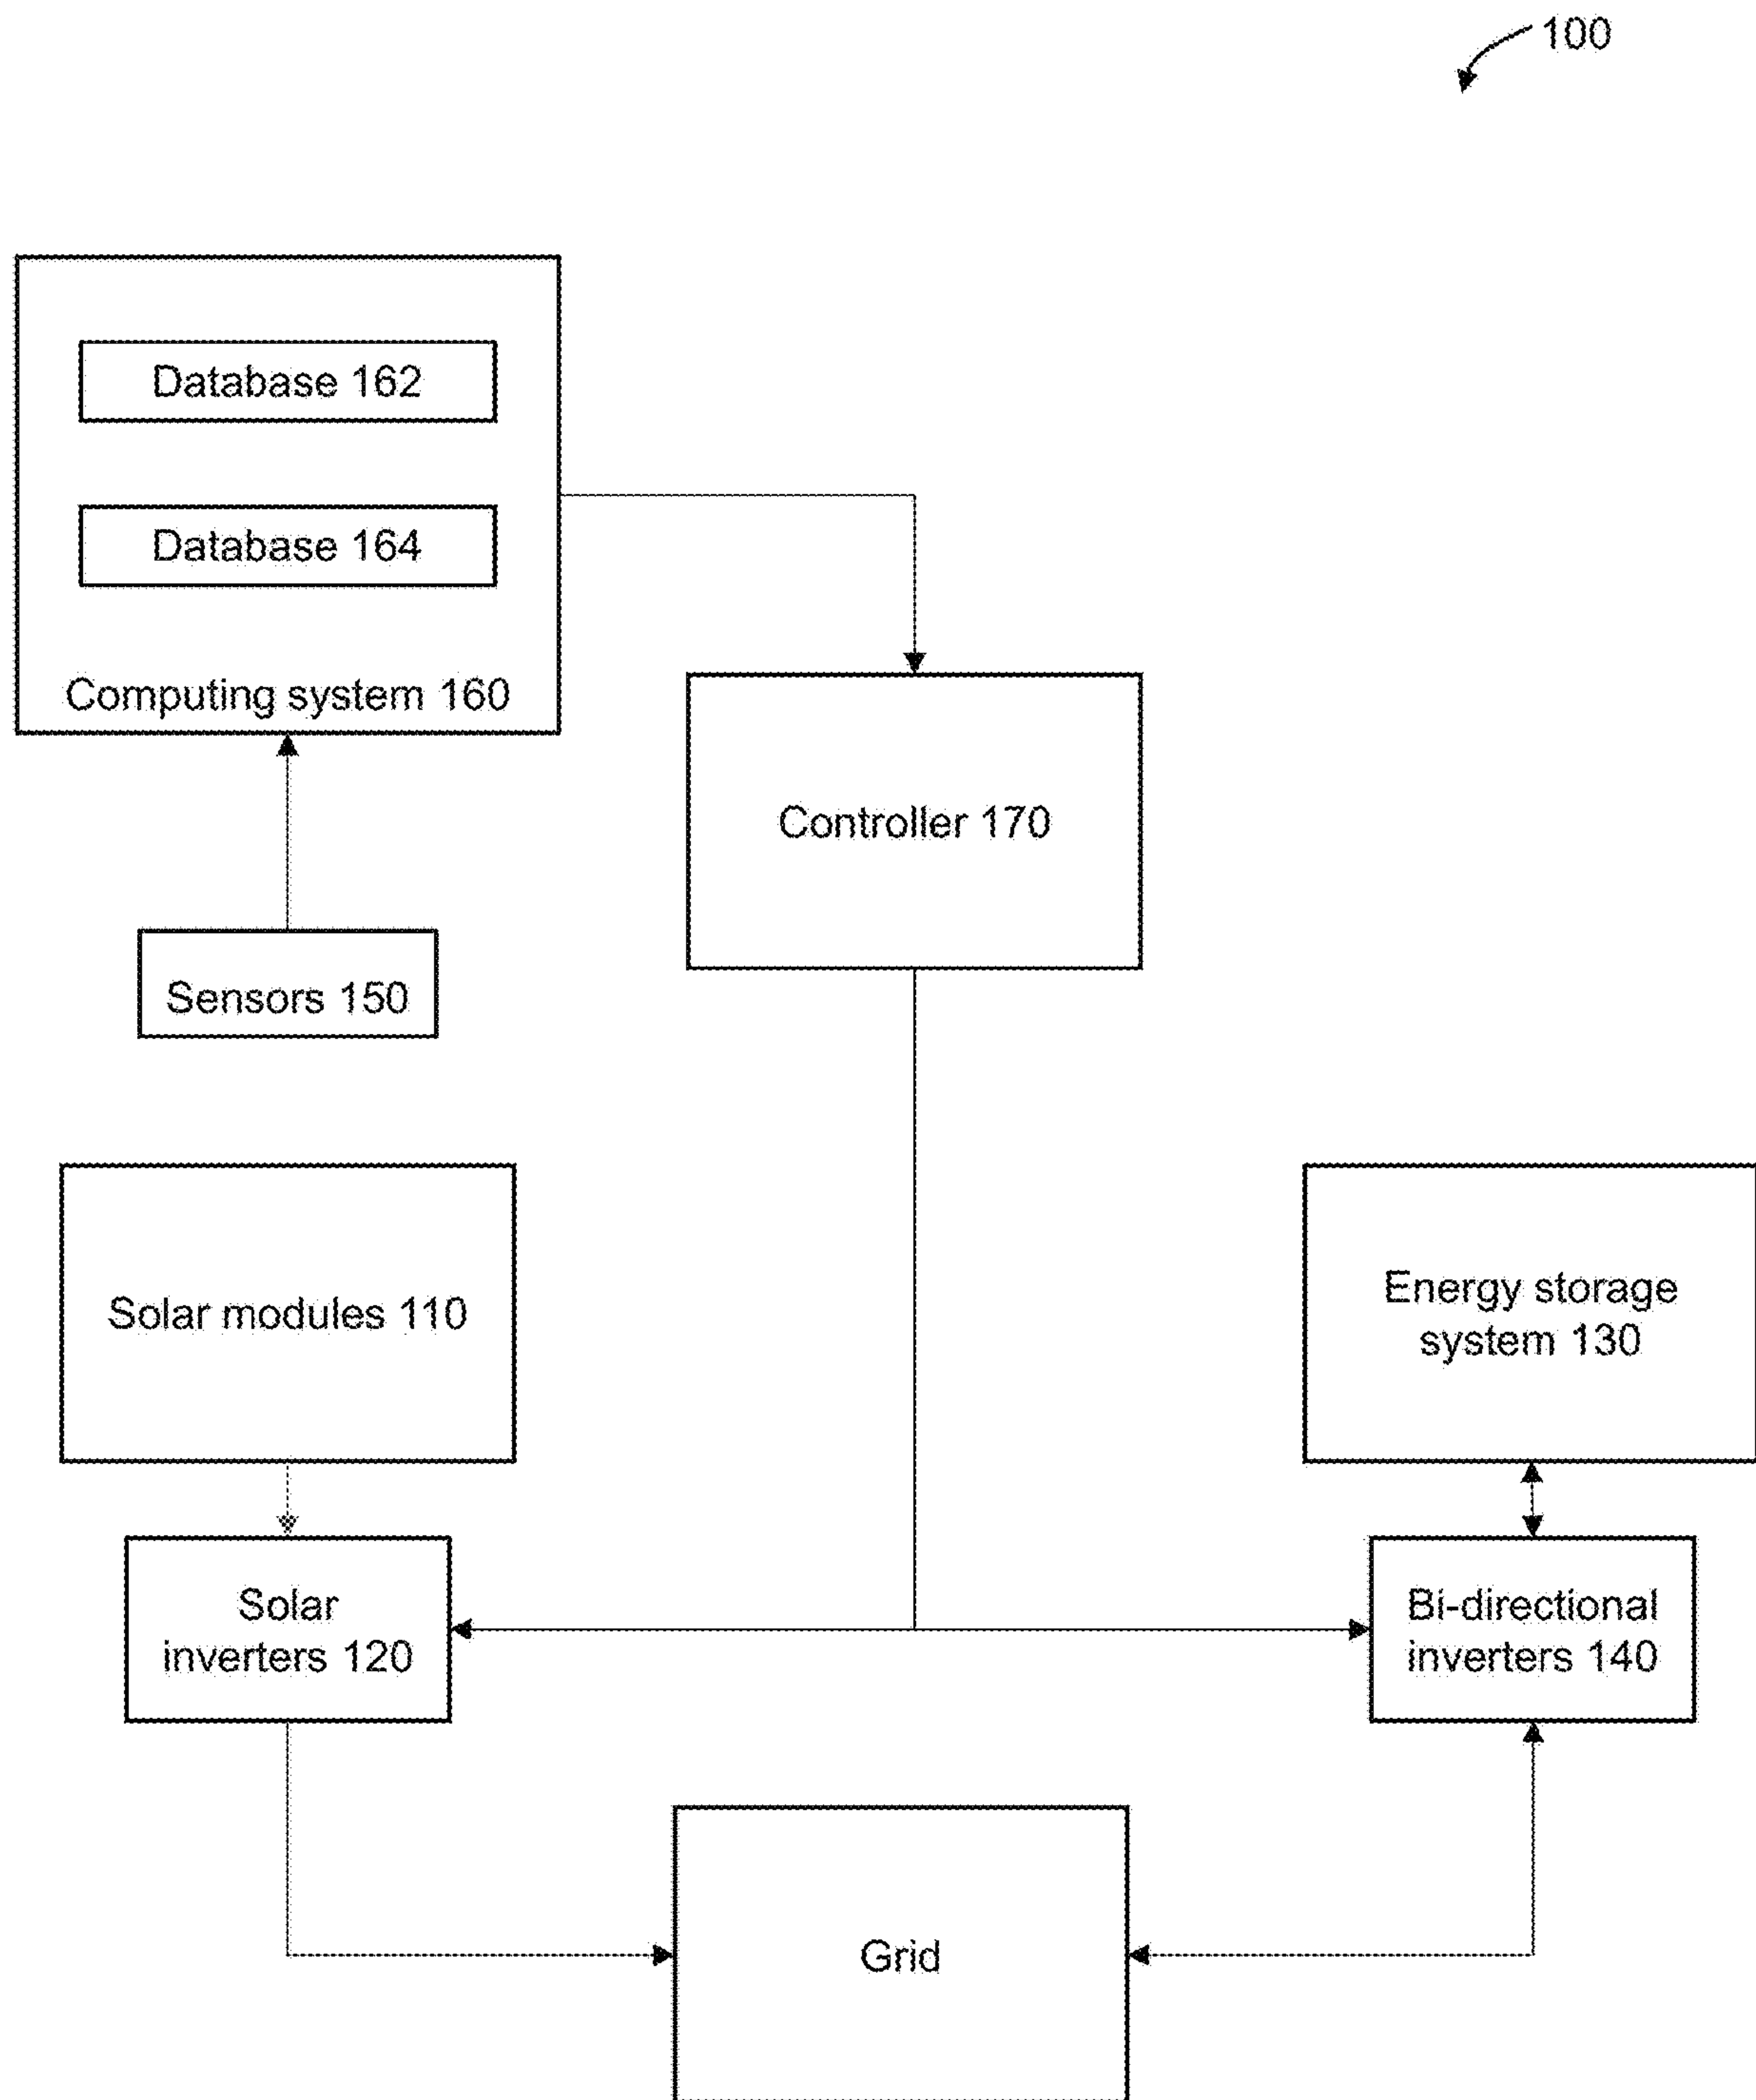 100
Database 162
Database 164
Computing system 160
Controller 170
Sensors 150
Solar modules 110
Energy storage
system 130
Solar
inverters 120
Bi-directional
inverters 140
Grid